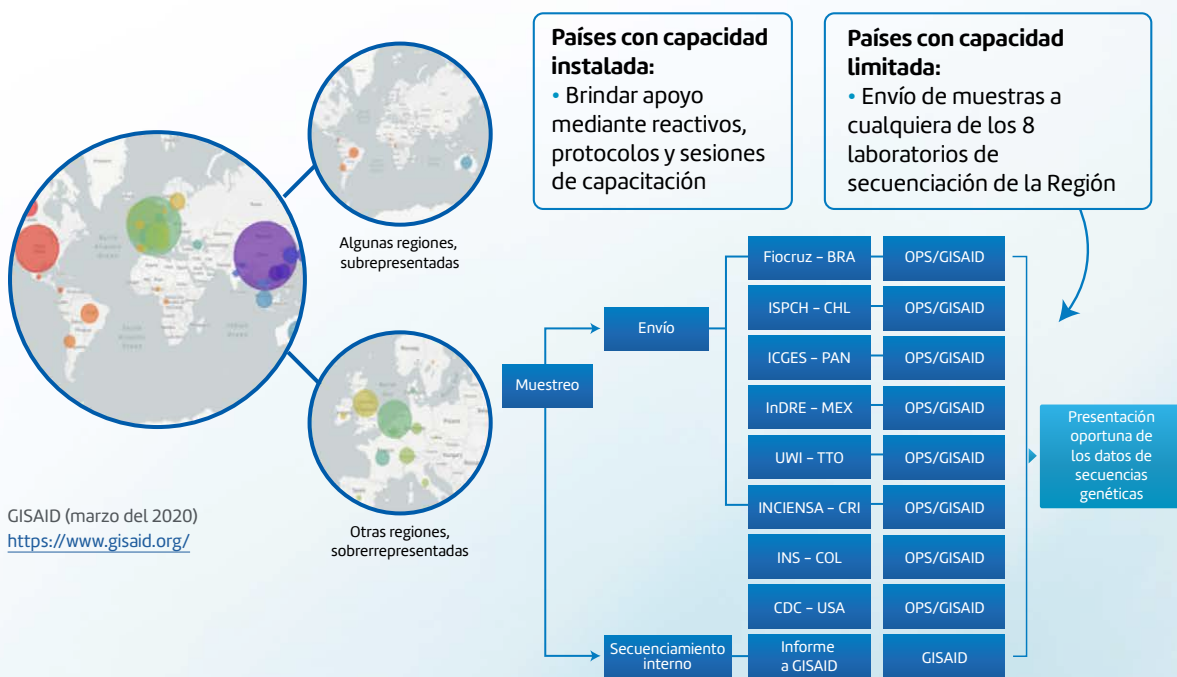 Países con capacidad
instalada:
• Brindar apoyo
mediante reactivos,
protocolos y sesiones
de capacitación
Países con capacidad
limitada:
• Envío de muestras a
cualquiera de los 8
laboratorios de
secuenciación de la Región
Algunas regiones,
subrepresentadas
Otras regiones,
sobrerrepresentadas
GISAID (marzo del 2020)
https://www.gisaid.org/
Muestreo
Envío
Fiocruz – BRA
OPS/GISAID
ISPCH – CHL
OPS/GISAID
ICGES – PAN
OPS/GISAID
InDRE – MEX
OPS/GISAID
UWI – TTO
OPS/GISAID
INCIENSA – CRI
OPS/GISAID
INS – COL
OPS/GISAID
CDC – USA
OPS/GISAID
Secuenciamiento
interno
Informe
a GISAID
GISAID
Presentación
oportuna de
los datos de
secuencias
genéticas